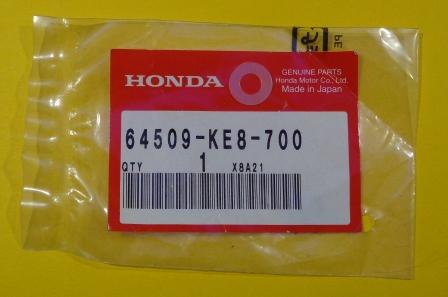 HONDA
GENUINE PARTS
Honda Motor Co., Ltd.
Made in Japan
64509-KE8-700
QTY 1 X8A21